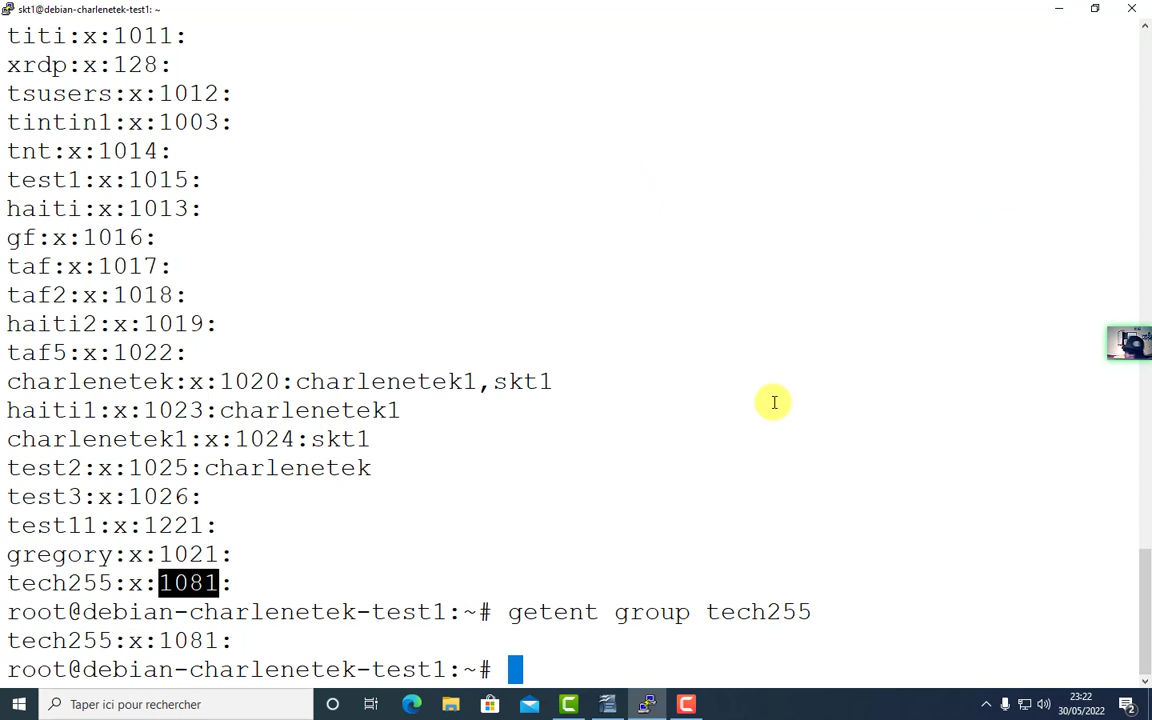 skt1@debian-charlenetek-test1: ~
titi:x:1011:
xrdp:x:128:
tsusers:x:1012:
tintin1:x:1003:
tnt:x:1014:
test1:x:1015:
haiti:x:1013:
gf:x:1016:
taf:x:1017:
taf2:x:1018:
haiti2:x:1019:
taf5:x:1022:
charlenetek:x:1020:charlenetek1,skt1
haiti1:x:1023:charlenetek1
charlenetek1:x:1024:skt1
test2:x:1025:charlenetek
test3:x:1026:
test11:x:1221:
gregory:x:1021:
tech255:x:1081:
root@debian-charlenetek-test1:~# getent group tech255
tech255:x:1081:
root@debian-charlenetek-test1:~#
Taper ici pour rechercher
23:22
30/05/2022
2